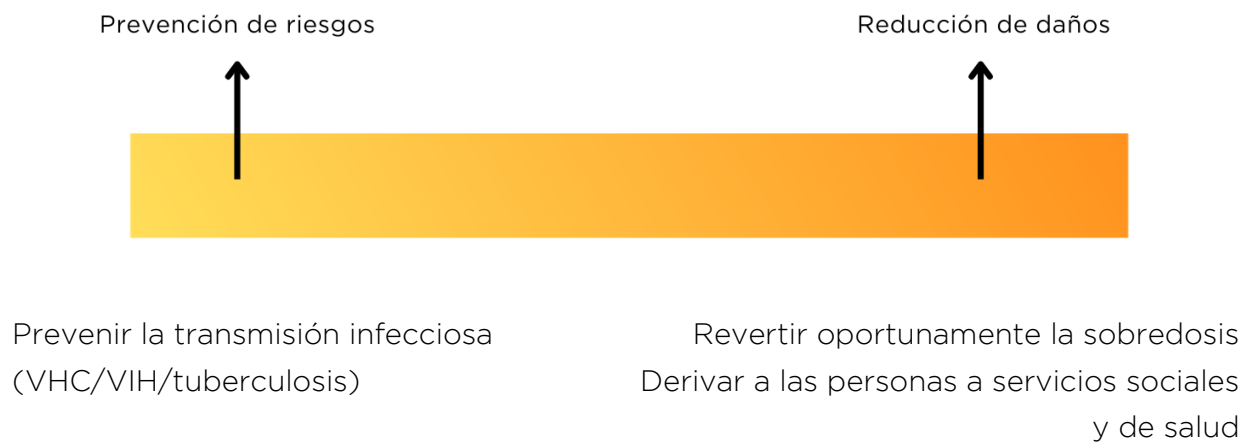 Prevención de riesgos
Reducción de daños
Prevenir la transmisión infecciosa
(VHC/VIH/tuberculosis)
Revertir oportunamente la sobredosis
Derivar a las personas a servicios sociales
y de salud